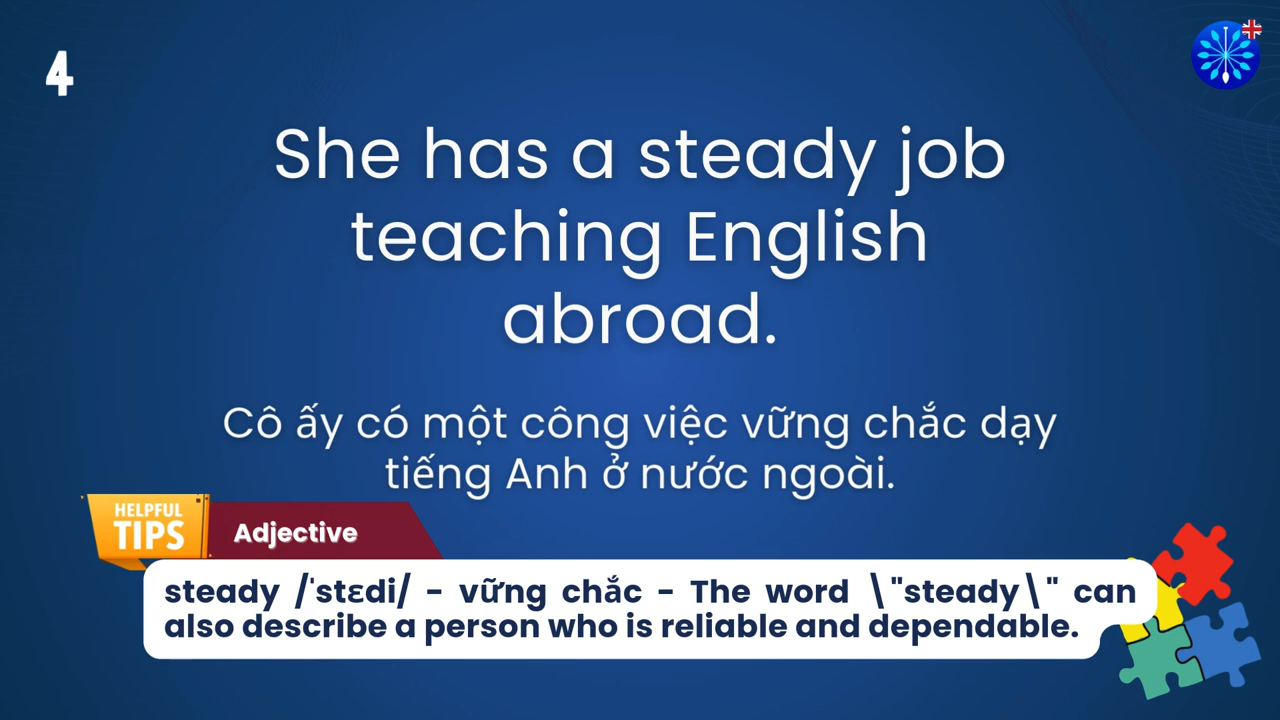 4
She has a steady job
teaching English
abroad.
Cô ấy có một công việc vững chắc dạy
tiếng Anh ở nước ngoài.
HELPFUL
TIPS
Adjective
steady /ˈstɛdi/ - vững chắc - The word \"steady\" can
also describe a person who is reliable and dependable.